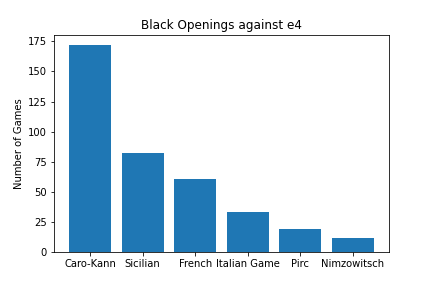 Black Openings against e4
Number of Games
175
150
125
100
75
50
25
0
Caro-Kann Sicilian French Italian Game Pirc Nimzowitsch